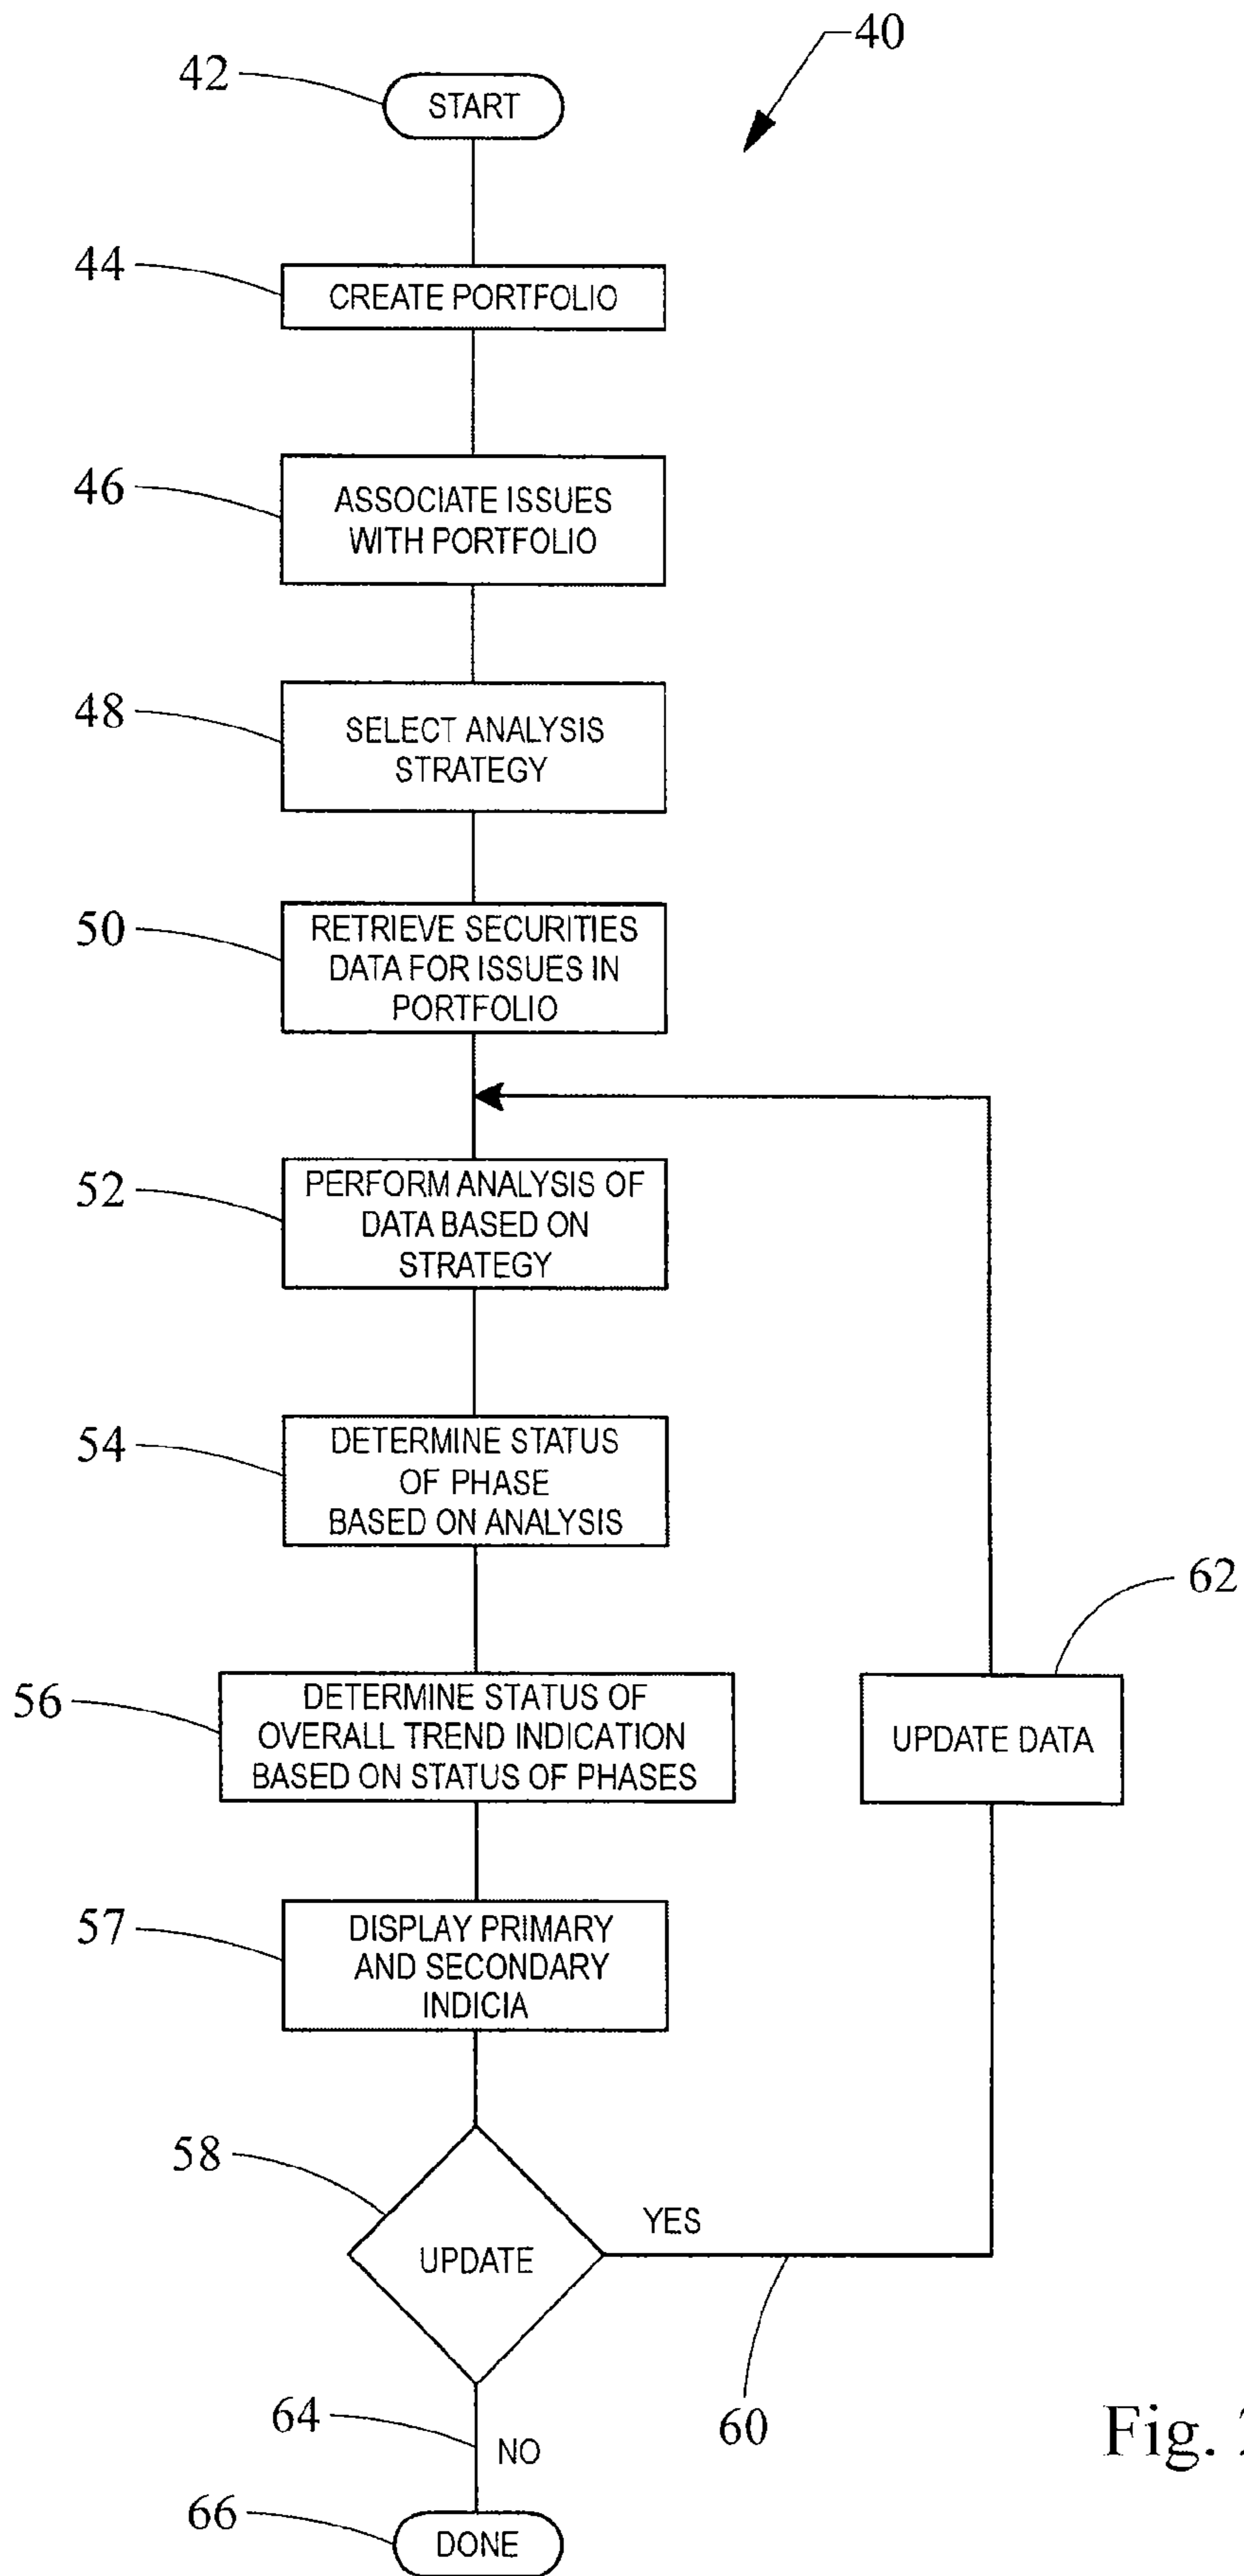 40
42
START
44
CREATE PORTFOLIO
46
ASSOCIATE ISSUES
WITH PORTFOLIO
48
SELECT ANALYSIS
STRATEGY
50
RETRIEVE SECURITIES
DATA FOR ISSUES IN
PORTFOLIO
52
PERFORM ANALYSIS OF
DATA BASED ON
STRATEGY
54
DETERMINE STATUS
OF PHASE
BASED ON ANALYSIS
62
56
DETERMINE STATUS OF
OVERALL TREND INDICATION
BASED ON STATUS OF PHASES
UPDATE DATA
57
DISPLAY PRIMARY
AND SECONDARY
INDICIA
58
YES
UPDATE
64
60
NO
Fig.
66
DONE